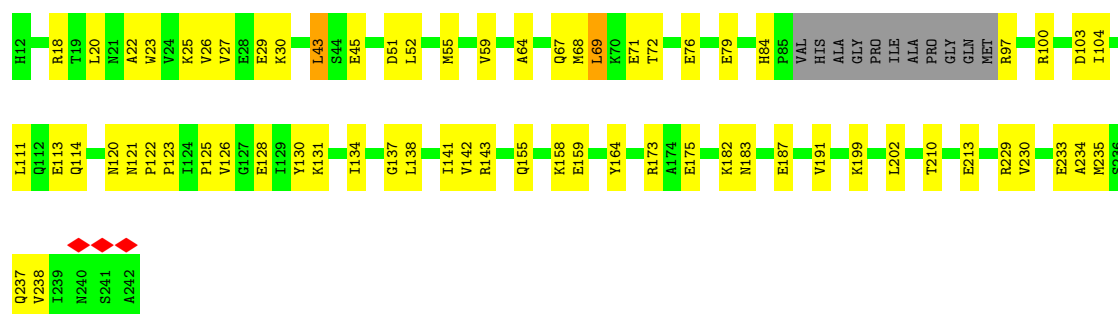 H12 R18 T19 L20 N21 A22 W23 V24 K25 V26 V27 E28 E29 K30 L43 S44 E45 D51 L52 M55 V59 A64 Q67 M68 L69 K70 E71 T72 E76 E79 H84 P85 VAL HIS ALA GLY PRO ILE ALA PRO GLY GLN MET R97 R100 D103 I104
L111 Q112 E113 Q114 N120 N121 P122 P123 I124 P125 V126 G127 E128 I129 Y130 K131 I134 G137 L138 I141 V142 R143 Q155 K158 E159 Y164 R173 A174 E175 K182 N183 E187 V191 K199 L202 T210 E213 R229 V230 E233 A234 M235 S236
Q237 V238 I239 N240 S241 A242